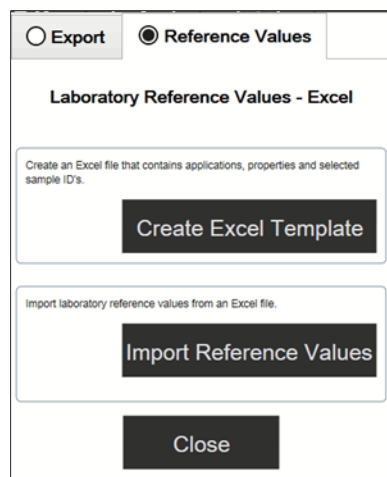 Export
Reference Values
Laboratory Reference Values - Excel
Create an Excel file that contains applications, properties and selected
sample ID's.
Create Excel Template
Import laboratory reference values from an Excel file.
Import Reference Values
Close